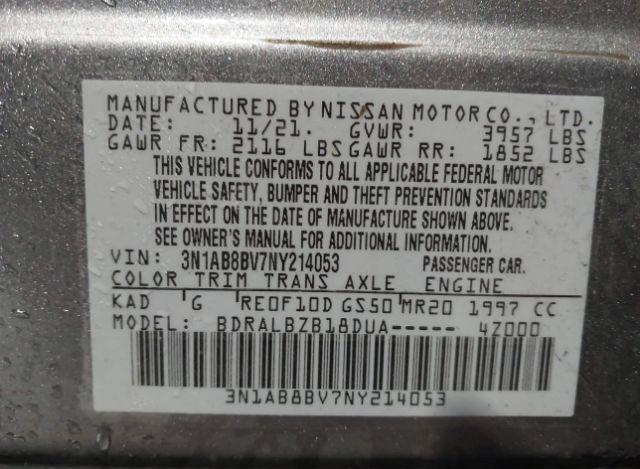 MANUFACTURED BY NISSAN MOTOR CO., LTD.
DATE: 11/21. GVWR: 3957 LBS
GAWR FR: 2116 LBS GAWR RR: 1852 LBS
THIS VEHICLE CONFORMS TO ALL APPLICABLE FEDERAL MOTOR
VEHICLE SAFETY, BUMPER AND THEFT PREVENTION STANDARDS
IN EFFECT ON THE DATE OF MANUFACTURE SHOWN ABOVE.
SEE OWNER'S MANUAL FOR ADDITIONAL INFORMATION.
VIN: 3N1AB8BV7NY214053 PASSENGER CAR.
COLOR TRIM TRANS AXLE ENGINE
KAD G RE0F10D GS50 MR20 1997 CC
MODEL: BDRALBZB18DUA----- 4Z000
3N1AB8BV7NY214053